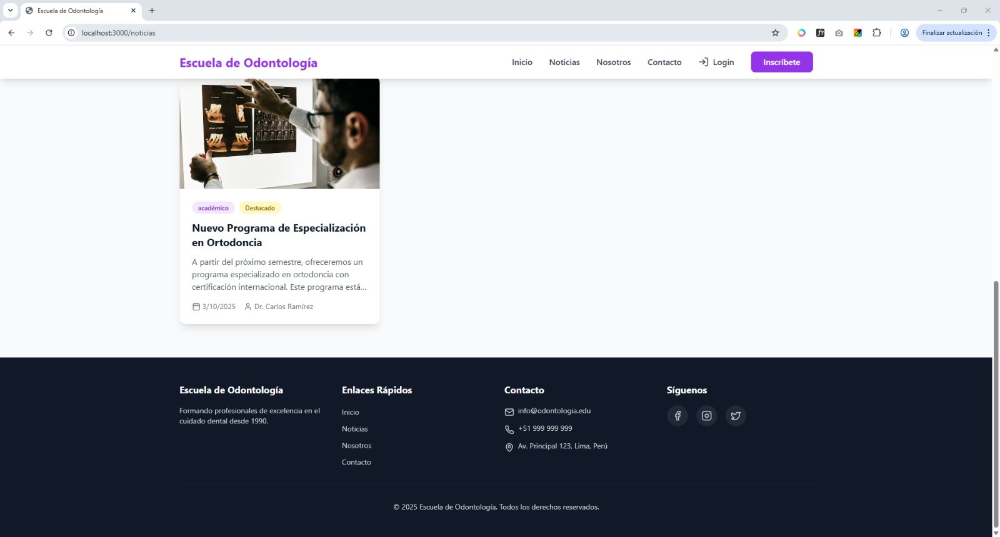 Escuela de Odontología
localhost:3000/noticias
Finalizar actualización
Escuela de Odontología
Inicio
Noticias
Nosotros
Contacto
Login
Inscríbete
académico
Destacado
Nuevo Programa de Especialización
en Ortodoncia
A partir del próximo semestre, ofreceremos un
programa especializado en ortodoncia con
certificación internacional. Este programa está...
3/10/2025
Dr. Carlos Ramírez
Escuela de Odontología
Formando profesionales de excelencia en el
cuidado dental desde 1990.
Enlaces Rápidos
Inicio
Noticias
Nosotros
Contacto
Contacto
info@odontologia.edu
+51 999 999 999
Av. Principal 123, Lima, Perú
Síguenos
© 2025 Escuela de Odontología. Todos los derechos reservados.